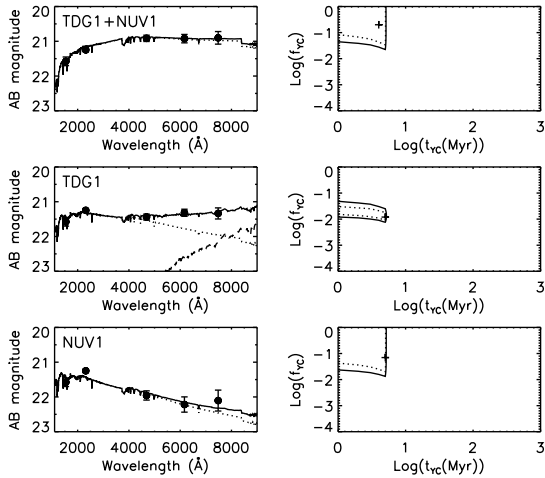 TDG1+NUV1
AB magnitude
20
21
22
23
2000 4000 6000 8000
Wavelength (Å)
Log(f_YC)
0
−1
−2
−3
−4
0 1 2 3
Log(t_YC(Myr))
TDG1
AB magnitude
20
21
22
23
2000 4000 6000 8000
Wavelength (Å)
Log(f_YC)
0
−1
−2
−3
−4
0 1 2 3
Log(t_YC(Myr))
NUV1
AB magnitude
20
21
22
23
2000 4000 6000 8000
Wavelength (Å)
Log(f_YC)
0
−1
−2
−3
−4
0 1 2 3
Log(t_YC(Myr))